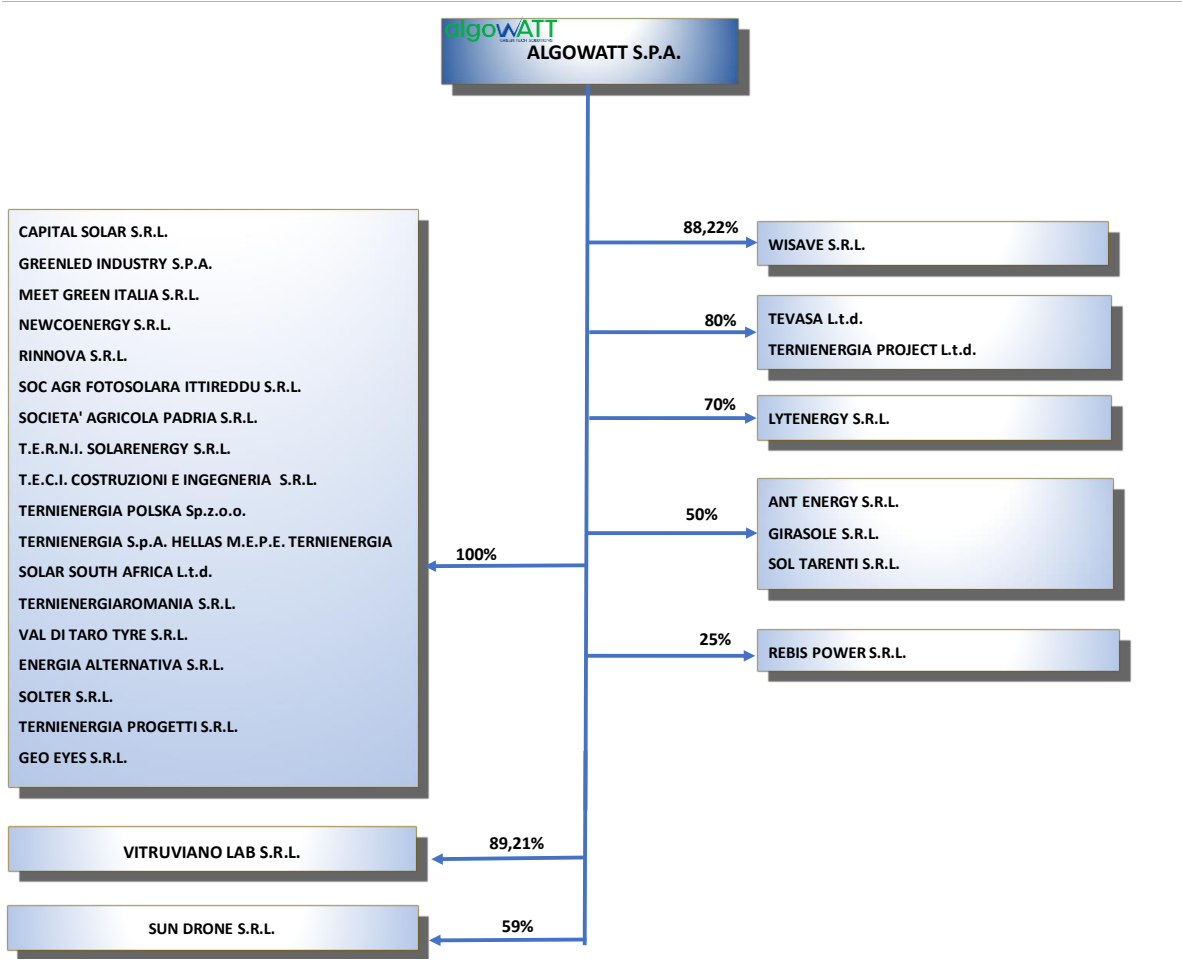 algoWATT
GREENTECH SOLUTIONS
ALGOWATT S.P.A.
CAPITAL SOLAR S.R.L.
GREENLED INDUSTRY S.P.A.
MEET GREEN ITALIA S.R.L.
NEWCOENERGY S.R.L.
RINNOVA S.R.L.
SOC AGR FOTOSOLARA ITTIREDDU S.R.L.
SOCIETA' AGRICOLA PADRIA S.R.L.
T.E.R.N.I. SOLARENERGY S.R.L.
T.E.C.I. COSTRUZIONI E INGEGNERIA S.R.L.
TERNIENERGIA POLSKA Sp.z.o.o.
TERNIENERGIA S.p.A. HELLAS M.E.P.E. TERNIENERGIA
SOLAR SOUTH AFRICA L.t.d.
TERNIENERGIAROMANIA S.R.L.
VAL DI TARO TYRE S.R.L.
ENERGIA ALTERNATIVA S.R.L.
SOLTER S.R.L.
TERNIENERGIA PROGETTI S.R.L.
GEO EYES S.R.L.
100%
VITRUVIANO LAB S.R.L.
89,21%
SUN DRONE S.R.L.
59%
88,22%
WISAVE S.R.L.
80%
TEVASA L.t.d.
TERNIENERGIA PROJECT L.t.d.
70%
LYTENERGY S.R.L.
50%
ANT ENERGY S.R.L.
GIRASOLE S.R.L.
SOL TARENTI S.R.L.
25%
REBIS POWER S.R.L.